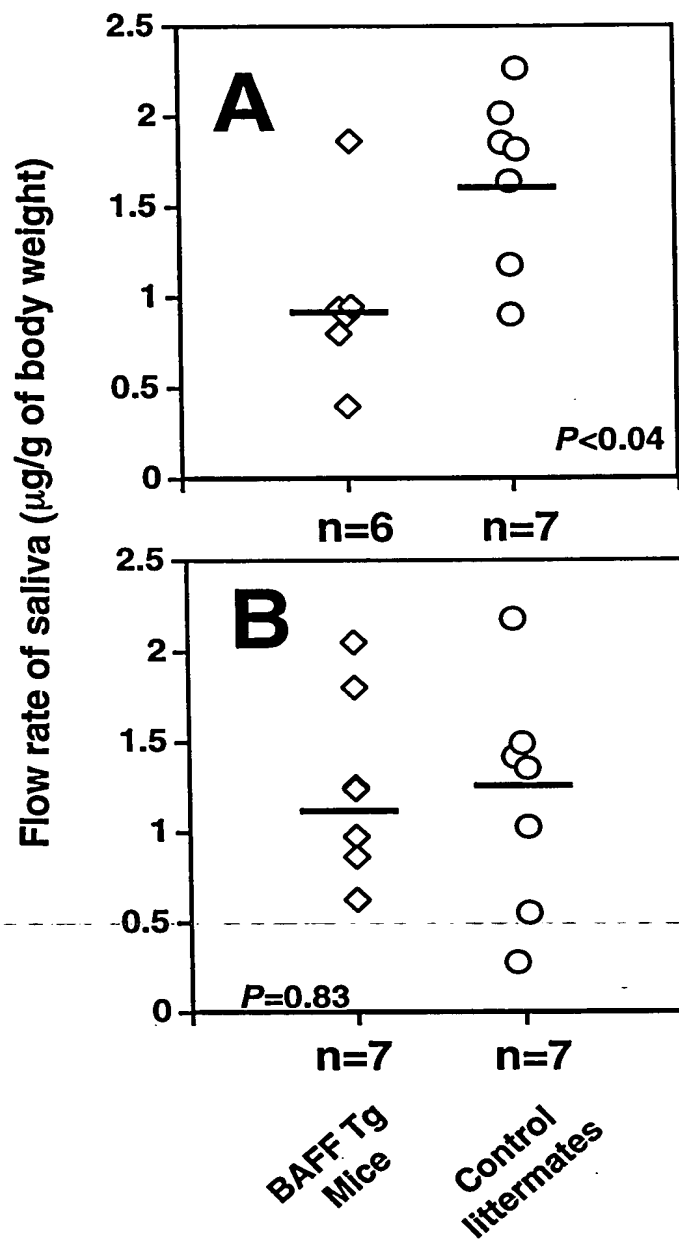 Flow rate of saliva (µg/g of body weight)
A
2.5
2
1.5
1
0.5
0
P<0.04
n=6 n=7
B
2.5
2
1.5
1
0.5
0
P=0.83
n=7 n=7
BAFF Tg
Mice
Control
littermates